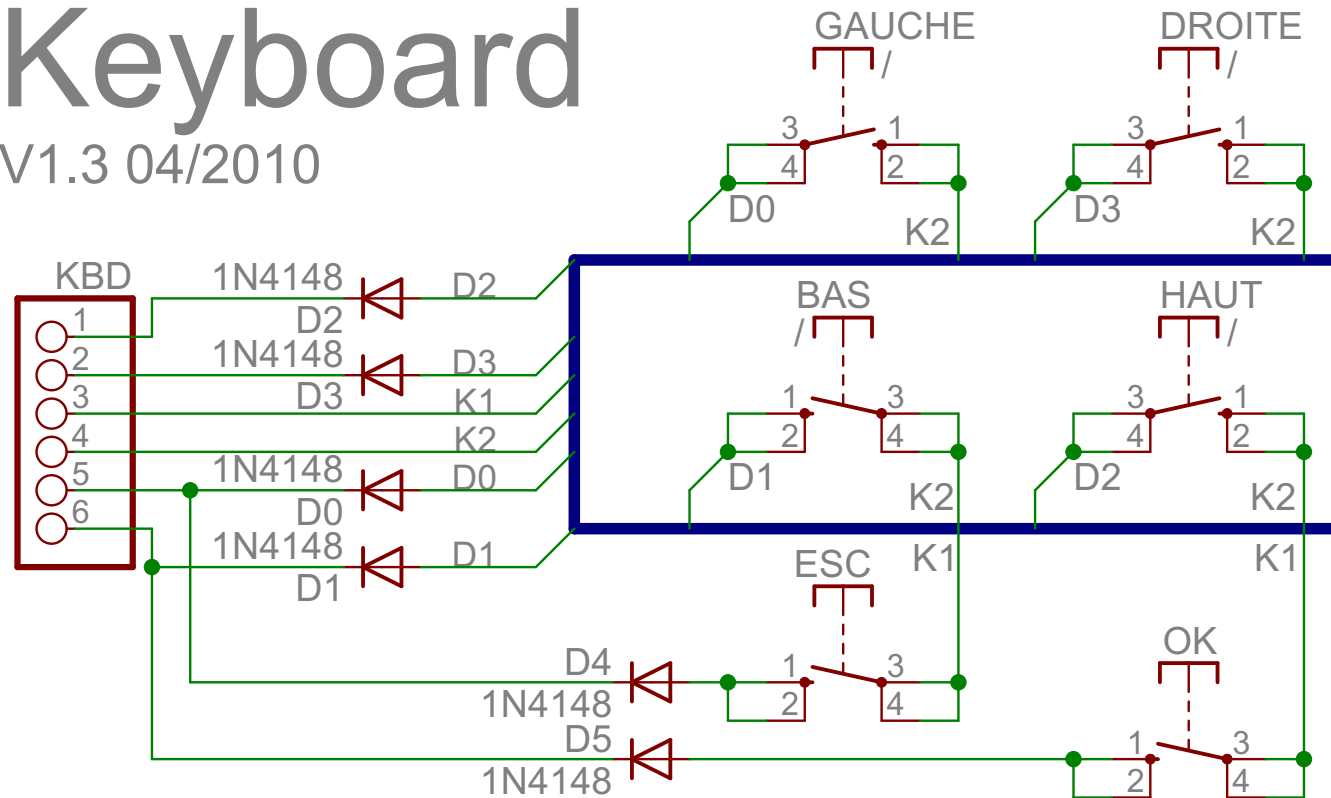 Keyboard
V1.3 04/2010
GAUCHE
/
3 1
4 2
D0
K2
DROITE
/
3 1
4 2
D3
K2
KBD
1
2
3
4
5
6
1N4148
D2
D2
1N4148
D3
D3
K1
K2
1N4148
D0
D0
1N4148
D1
D1
BAS
/
1 3
2 4
D1
K2
HAUT
/
3 1
4 2
D2
K2
K1
K1
ESC
1 3
2 4
D4
1N4148
OK
1 3
2 4
D5
1N4148